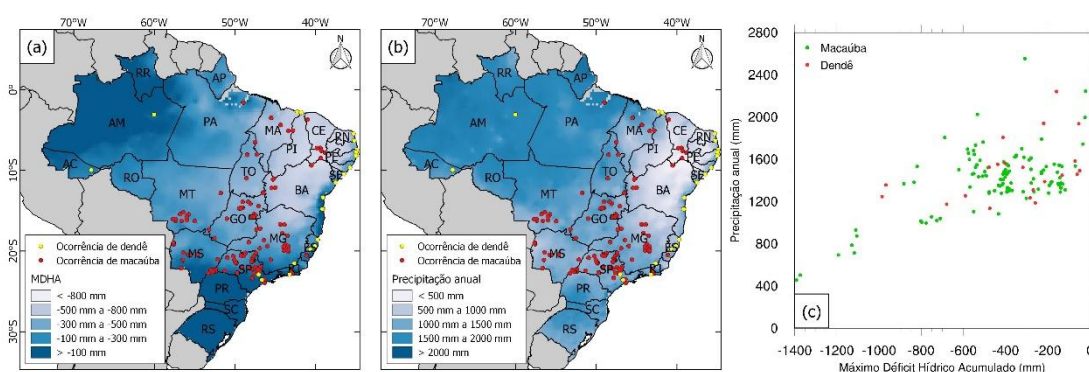 70°W 60°W 50°W 40°W
(a)
RR
AP
AM
PA
MA
CE
RN
PI
AC
RO
TO
BA
MT
GO
MG
MS
SP
RJ
PR
SC
RS
0°
10°S
20°S
30°S
Ocorrência de dendê
Ocorrência de macaúba
MDHA
< -800 mm
-500 mm a -800 mm
-300 mm a -500 mm
-100 mm a -300 mm
> -100 mm
70°W 60°W 50°W 40°W
(b)
RR
AP
AM
PA
MA
CE
RN
PI
AC
RO
TO
SE
BA
MT
GO
MG
MS
SP
RJ
PR
SC
RS
0°
10°S
20°S
30°S
Ocorrência de dendê
Ocorrência de macaúba
Precipitação anual
< 500 mm
500 mm a 1000 mm
1000 mm a 1500 mm
1500 mm a 2000 mm
> 2000 mm
Macaúba
Dendê
2800
2400
2000
1600
1200
800
400
0
Precipitação anual (mm)
(c)
-1400 -1200 -1000 -800 -600 -400 -200
Máximo Déficit Hídrico Acumulado (mm)